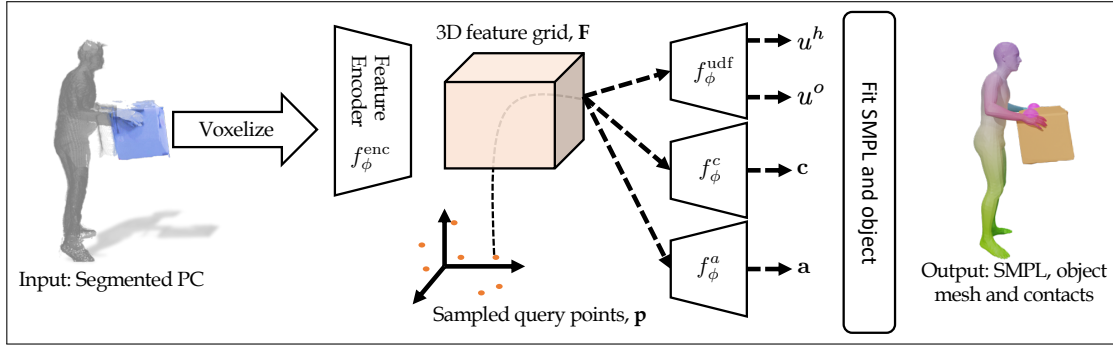 Input: Segmented PC
Voxelize
Feature
Encoder
f_ϕ^enc
3D feature grid, F
Sampled query points, p
f_ϕ^udf
u^h
u^o
f_ϕ^c
c
f_ϕ^a
a
Fit SMPL and object
Output: SMPL, object
mesh and contacts